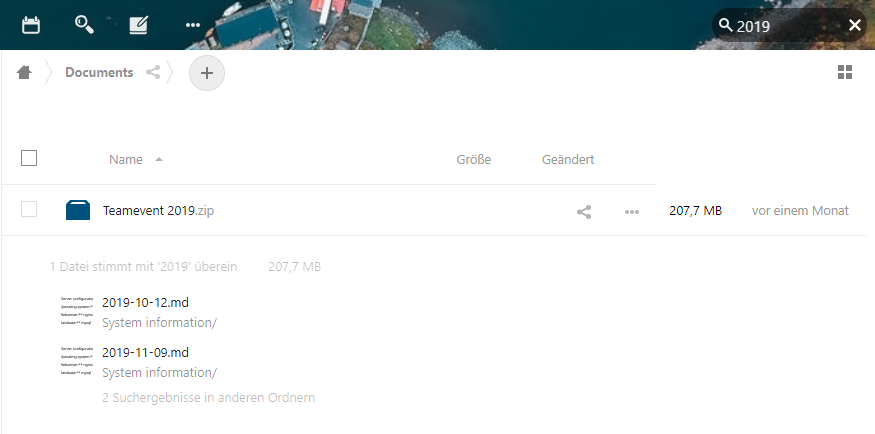 2019
Documents
Name Größe Geändert
Teamevent 2019.zip 207,7 MB vor einem Monat
1 Datei stimmt mit '2019' überein 207,7 MB
2019-10-12.md
System information/
2019-11-09.md
System information/
2 Suchergebnisse in anderen Ordnern